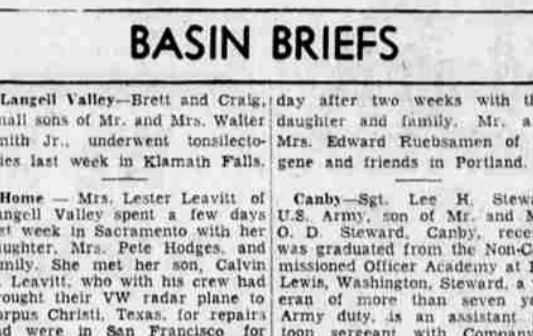 BASIN BRIEFS
Langell Valley—Brett and Craig,
mall sons of Mr. and Mrs. Walter
mith Jr., underwent tonsilecto-
ies last week in Klamath Falls.
Home — Mrs. Lester Leavitt of
angell Valley spent a few days
st week in Sacramento with her
aughter, Mrs. Pete Hodges, and
mily. She met her son, Calvin
. Leavitt, who with his crew had
rought their VW radar plane to
orpus Christi, Texas, for repairs
nd were in San Francisco for
day after two weeks with th
daughter and family. Mr. a
Mrs. Edward Ruebsamen of
gene and friends in Portland.
Canby—Sgt. Lee H. Stewa
U.S. Army, son of Mr. and M
O. D. Steward, Canby, rece
was graduated from the Non-C
missioned Officer Academy at F
Lewis, Washington, Steward, a v
eran of more than seven ye
Army duty, is an assistant
toon sergeant with Company